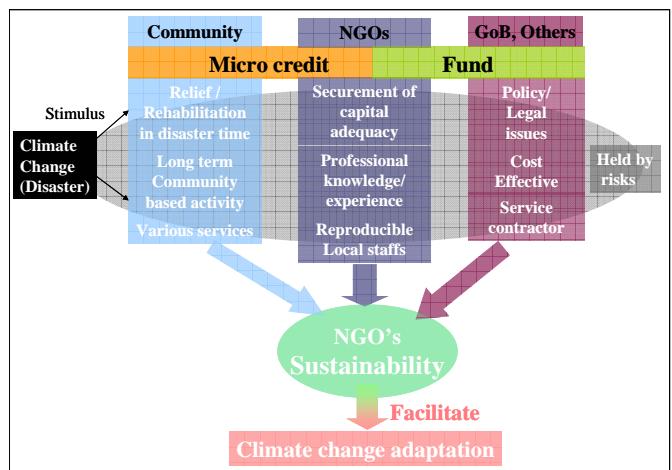 Community
NGOs
GoB, Others
Micro credit
Fund
Stimulus
Climate
Change
(Disaster)
Relief /
Rehabilitation
in disaster time
Long term
Community
based activity
Various services
Securement of
capital
adequacy
Professional
knowledge/
experience
Reproducible
Local staffs
Policy/
Legal
issues
Cost
Effective
Service
contractor
Held by
risks
NGO's
Sustainability
Facilitate
Climate change adaptation